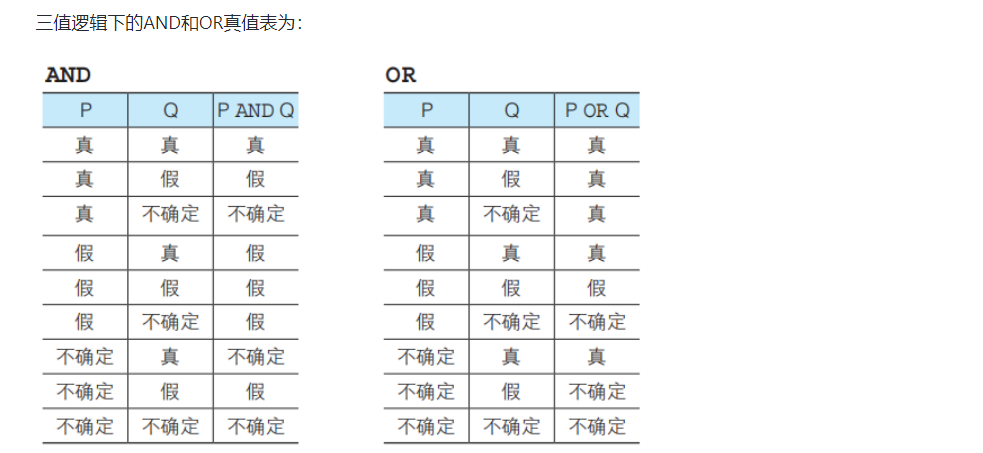 三值逻辑下的AND和OR真值表为：
AND
P Q P AND Q
真 真 真
真 假 假
真 不确定 不确定
假 真 假
假 假 假
假 不确定 假
不确定 真 不确定
不确定 假 假
不确定 不确定 不确定
OR
P Q P OR Q
真 真 真
真 假 真
真 不确定 真
假 真 真
假 假 假
假 不确定 不确定
不确定 真 真
不确定 假 不确定
不确定 不确定 不确定